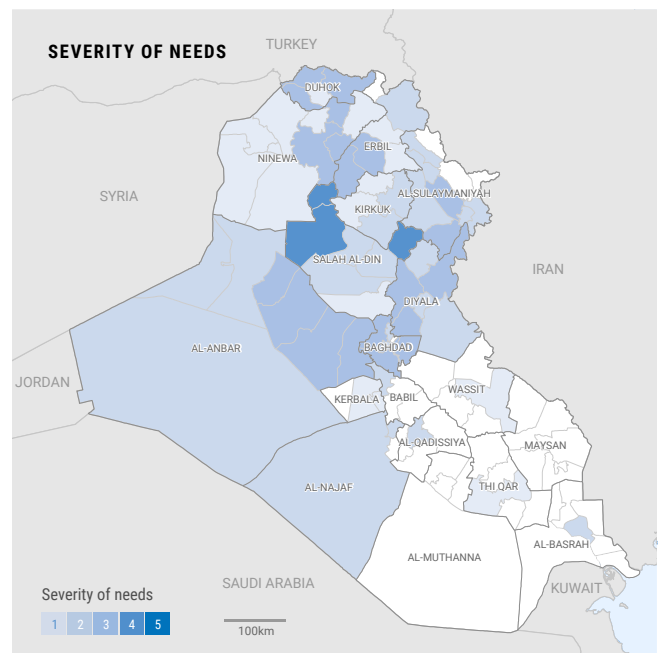 SEVERITY OF NEEDS
TURKEY
DUHOK
ERBIL
NINEWA
AL-SULAYMANIYAH
SYRIA
KIRKUK
SALAH AL-DIN
IRAN
DIYALA
AL-ANBAR
BAGHDAD
JORDAN
WASSIT
KERBALA
BABIL
AL-QADISSIYA
MAYSAN
AL-NAJAF
THI QAR
AL-BASRAH
AL-MUTHANNA
SAUDI ARABIA
KUWAIT
Severity of needs
1 2 3 4 5
100km